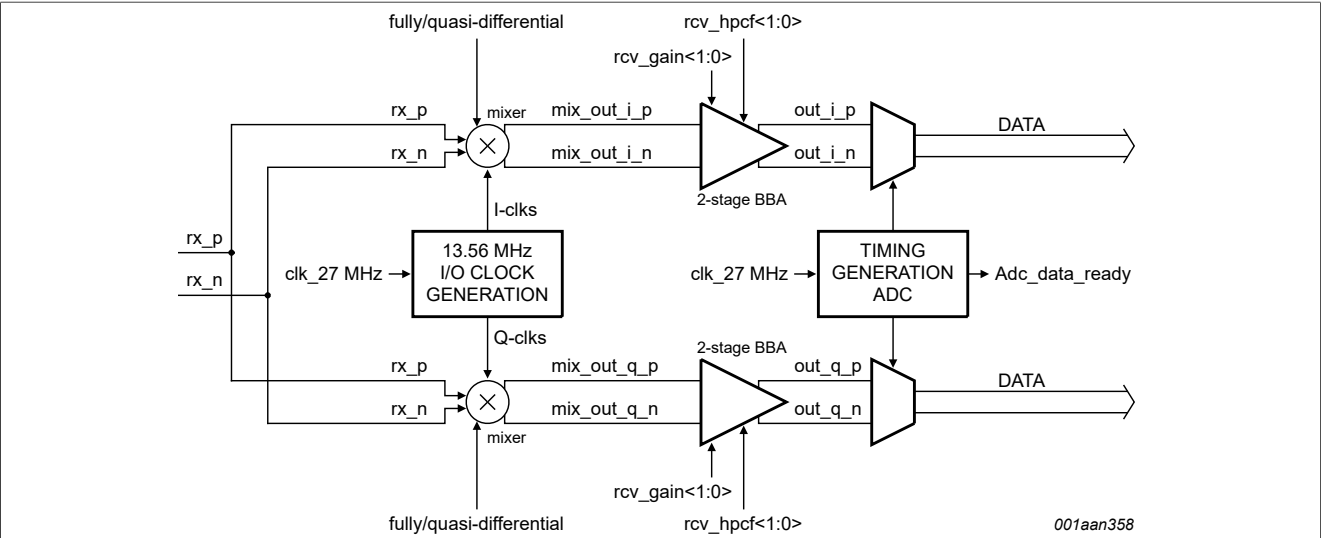 fully/quasi-differential
rcv_hpcf<1:0>
rcv_gain<1:0>
rx_p
mixer
mix_out_i_p
out_i_p
DATA
rx_n
mix_out_i_n
out_i_n
2-stage BBA
I-clks
rx_p
rx_n
clk_27 MHz
13.56 MHz
I/O CLOCK
GENERATION
clk_27 MHz
TIMING
GENERATION
ADC
Adc_data_ready
Q-clks
2-stage BBA
rx_p
mix_out_q_p
out_q_p
DATA
rx_n
mix_out_q_n
out_q_n
mixer
rcv_gain<1:0>
fully/quasi-differential
rcv_hpcf<1:0>
001aan358